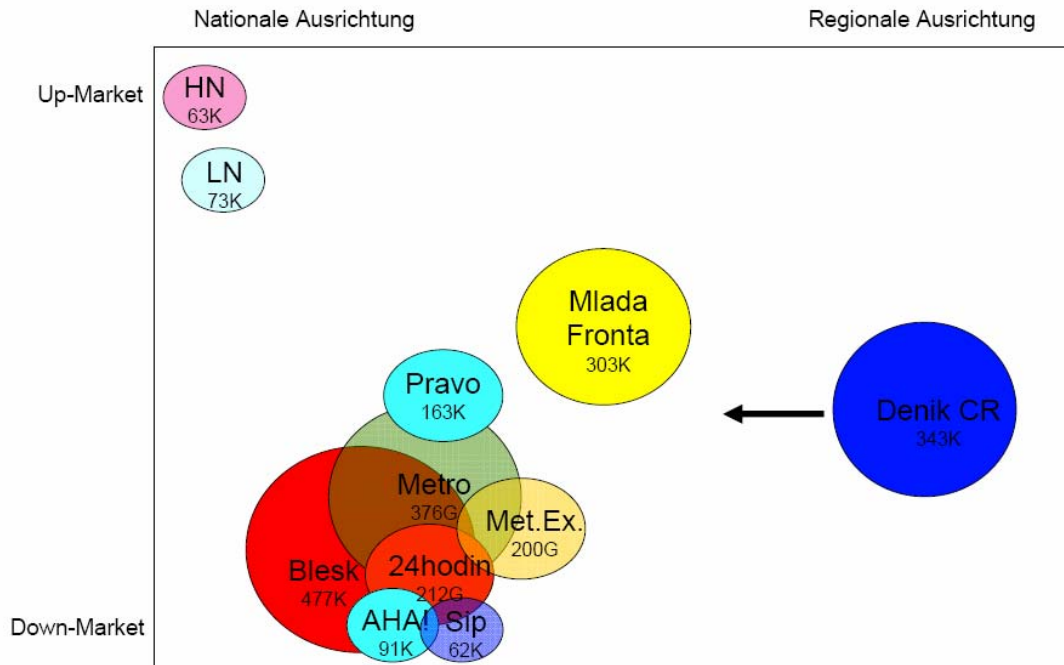 Nationale Ausrichtung
Regionale Ausrichtung
Up-Market
HN
63K
LN
73K
Mlada
Fronta
303K
Pravo
163K
Denik CR
343K
Metro
376G
Met.Ex.
200G
Blesk
477K
24hodin
212G
AHA!
91K
Sip
62K
Down-Market